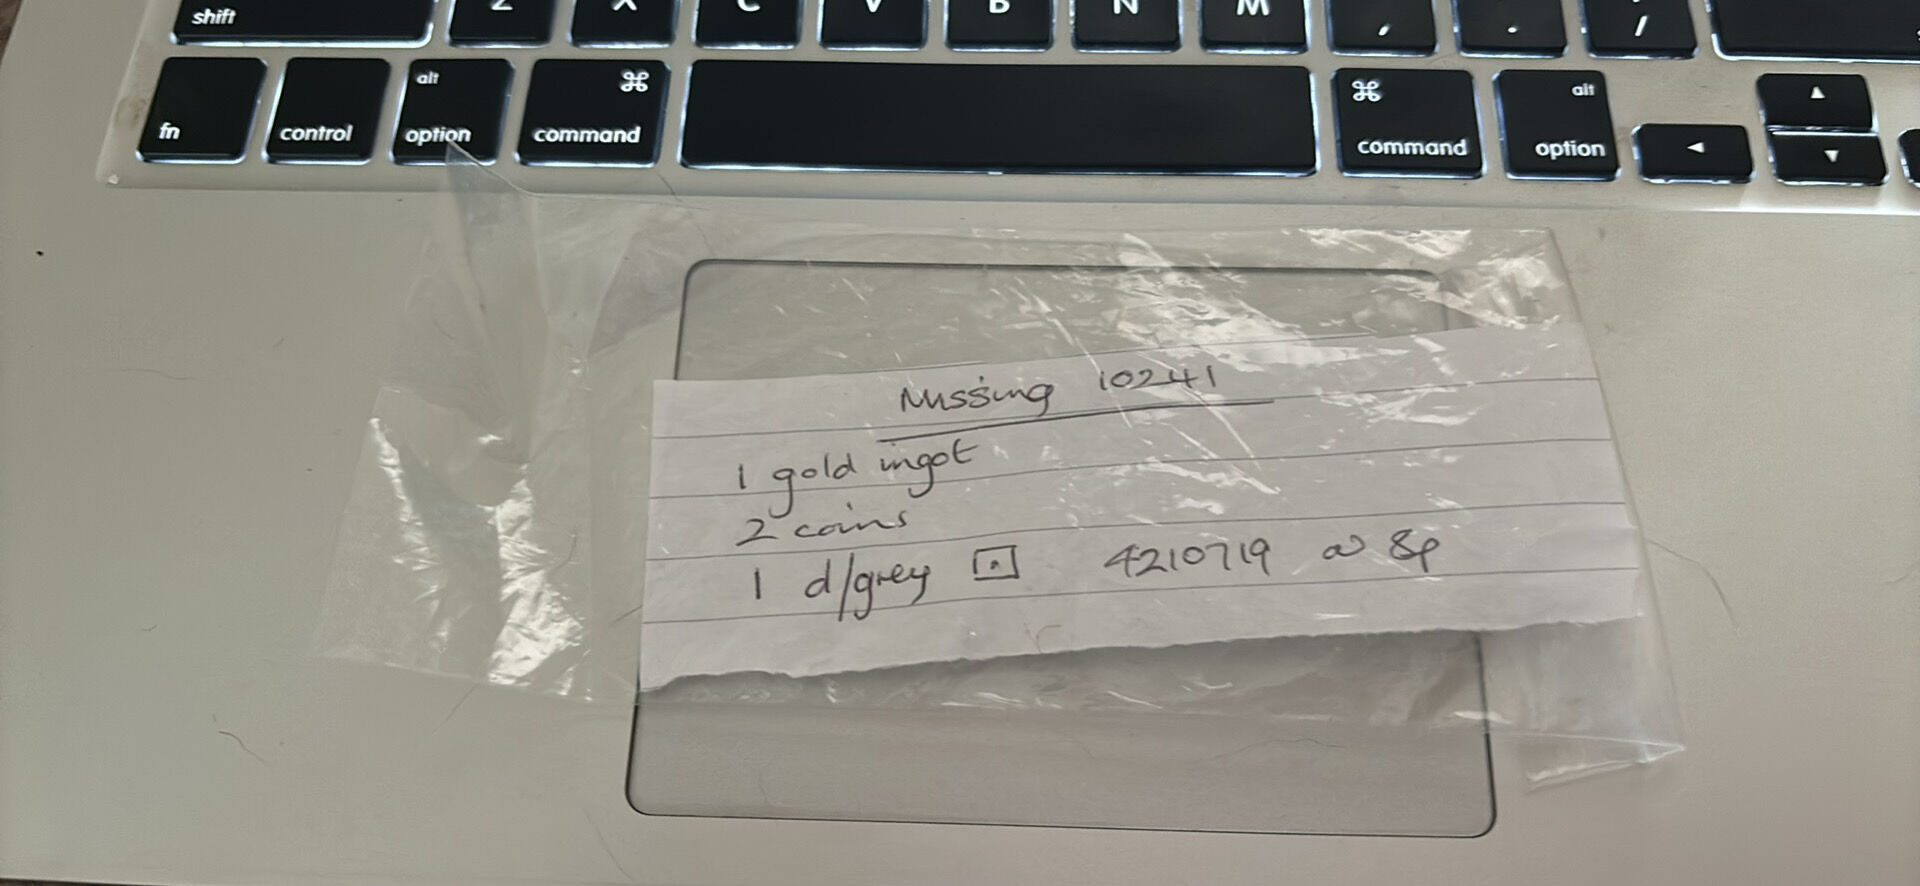 shift Z X C V B N M , . /
fn control alt option ⌘ command ⌘ command alt option ◄ ▲ ▼
Missing 10241
1 gold ingot
2 coins
1 d/grey ⊡ 4210719 @ 8p